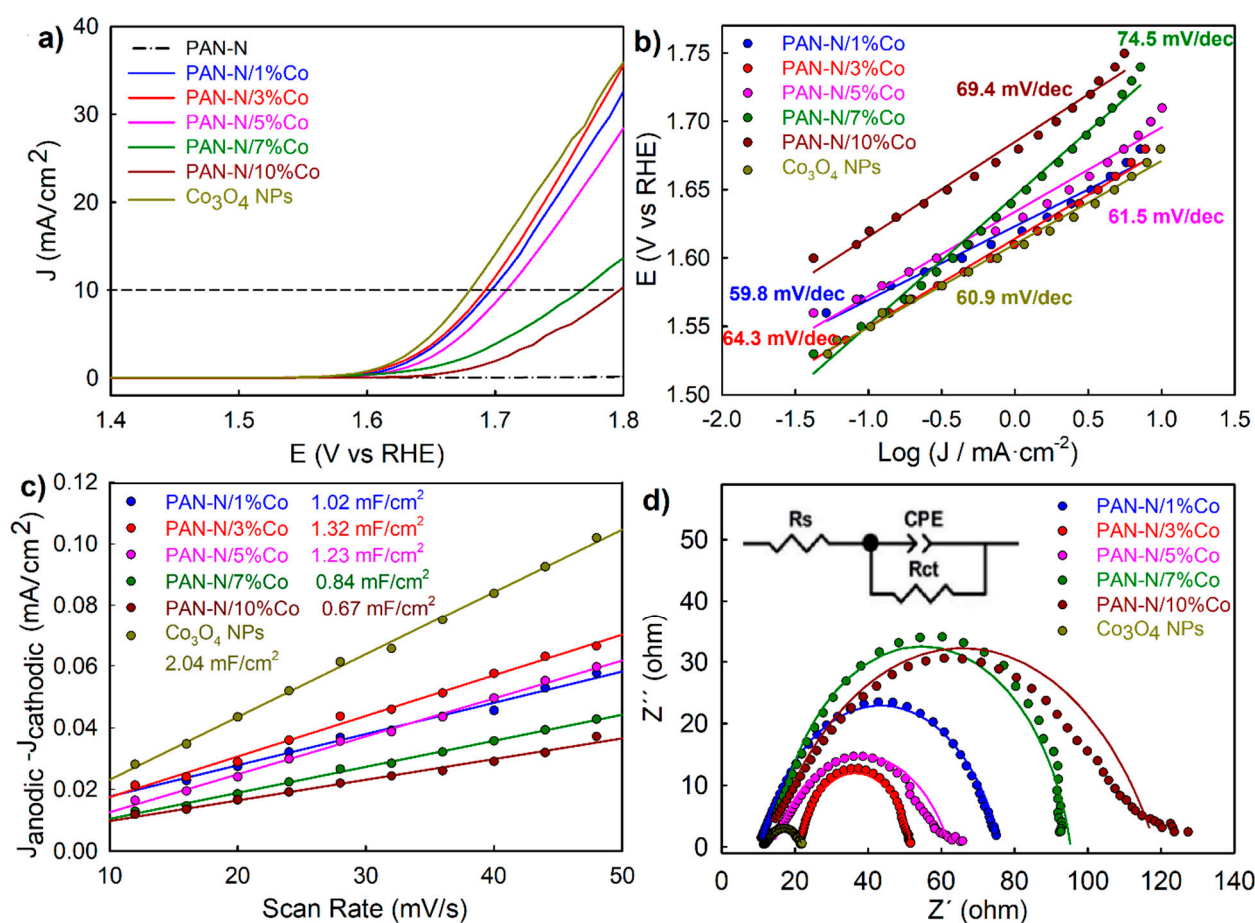 a)
J (mA/cm²)
40
30
20
10
0
PAN-N
PAN-N/1%Co
PAN-N/3%Co
PAN-N/5%Co
PAN-N/7%Co
PAN-N/10%Co
Co₃O₄ NPs
1.4 1.5 1.6 1.7 1.8
E (V vs RHE)
b)
E (V vs RHE)
1.75
1.70
1.65
1.60
1.55
1.50
PAN-N/1%Co
PAN-N/3%Co
PAN-N/5%Co
PAN-N/7%Co
PAN-N/10%Co
Co₃O₄ NPs
74.5 mV/dec
69.4 mV/dec
61.5 mV/dec
59.8 mV/dec
60.9 mV/dec
64.3 mV/dec
-2.0 -1.5 -1.0 -0.5 0.0 0.5 1.0 1.5
Log (J / mA·cm⁻²)
c)
Janodic -Jcathodic (mA/cm²)
0.12
0.10
0.08
0.06
0.04
0.02
0.00
PAN-N/1%Co 1.02 mF/cm²
PAN-N/3%Co 1.32 mF/cm²
PAN-N/5%Co 1.23 mF/cm²
PAN-N/7%Co 0.84 mF/cm²
PAN-N/10%Co 0.67 mF/cm²
Co₃O₄ NPs
2.04 mF/cm²
10 20 30 40 50
Scan Rate (mV/s)
d)
Z´´ (ohm)
50
40
30
20
10
0
Rs
CPE
Rct
PAN-N/1%Co
PAN-N/3%Co
PAN-N/5%Co
PAN-N/7%Co
PAN-N/10%Co
Co₃O₄ NPs
0 20 40 60 80 100 120 140
Z´ (ohm)